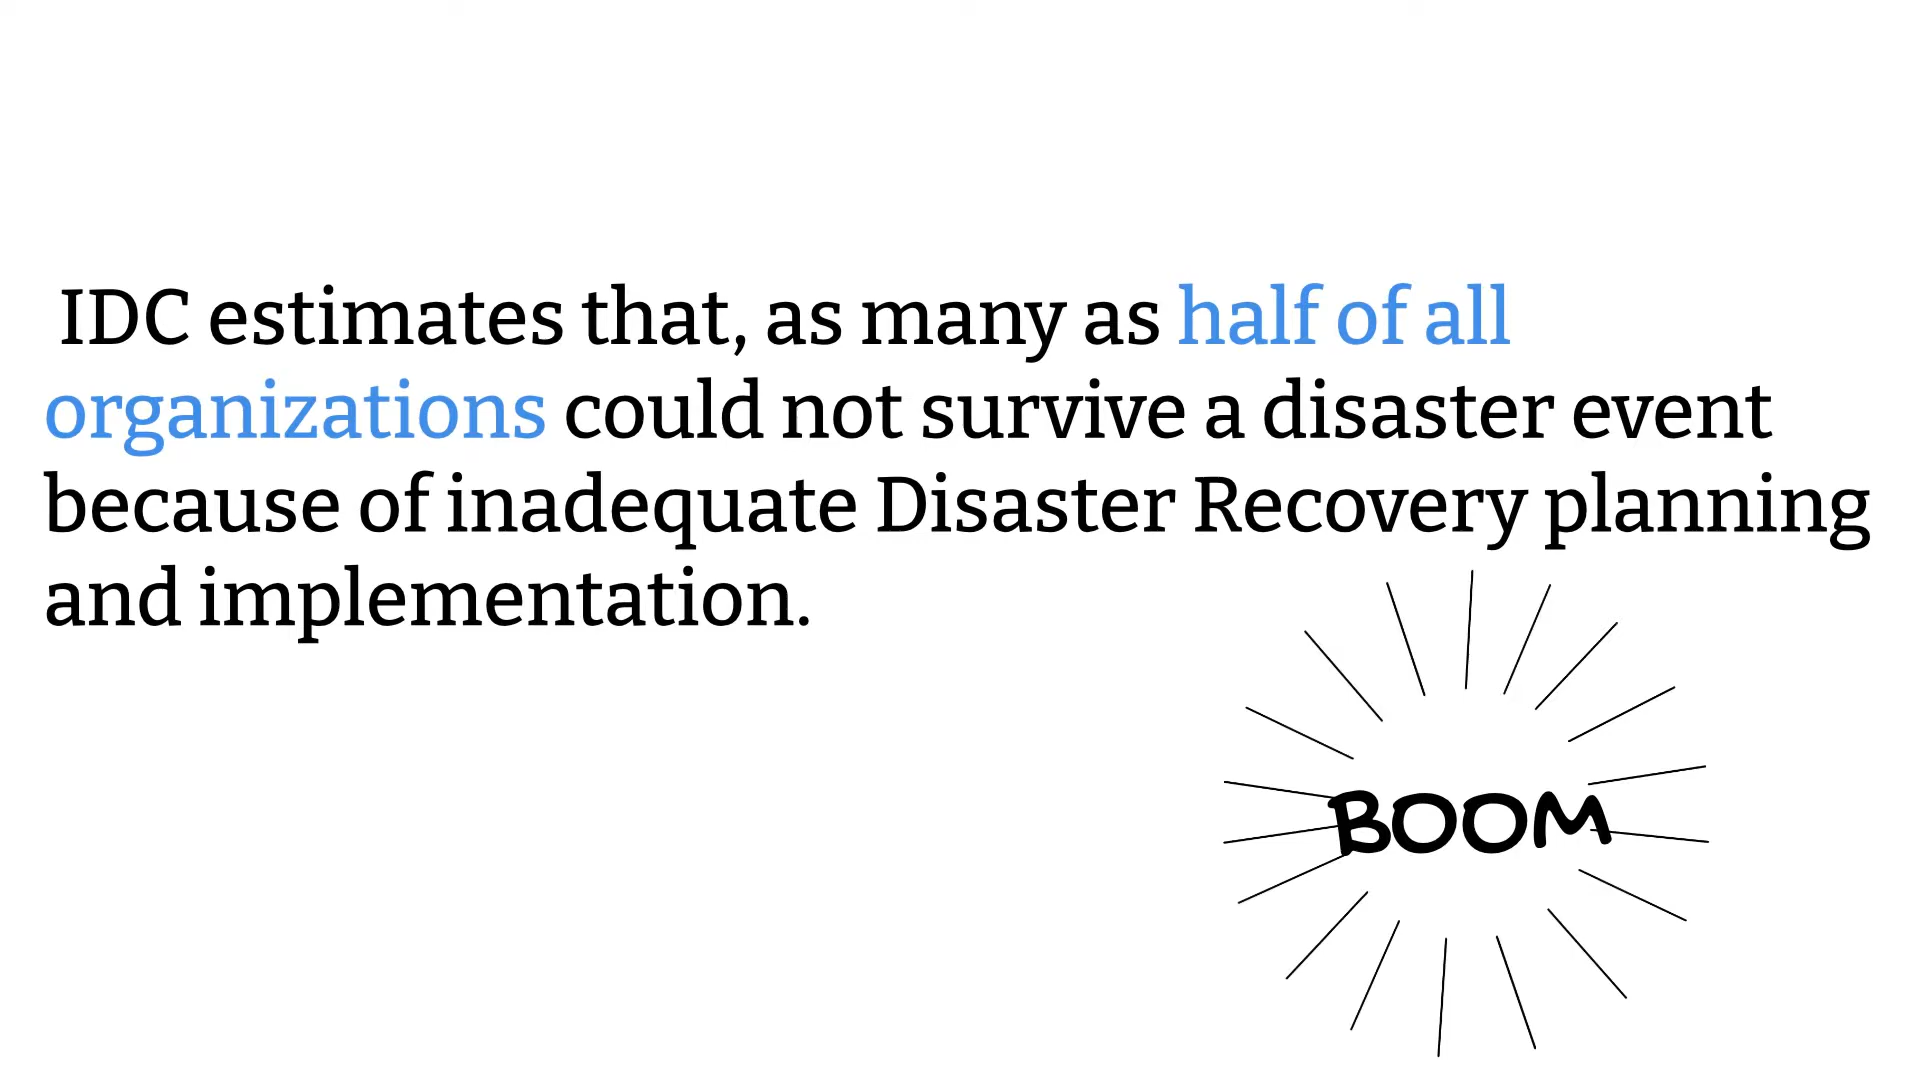 IDC estimates that, as many as half of all
organizations could not survive a disaster event
because of inadequate Disaster Recovery planning
and implementation.
BOOM